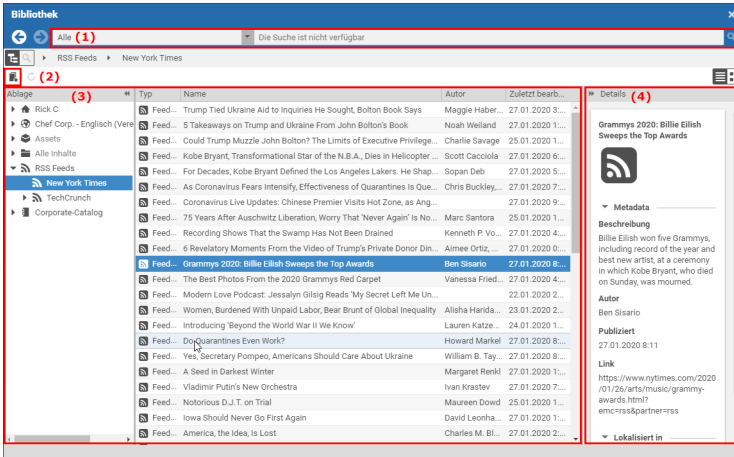 Bibliothek
Alle (1) Die Suche ist nicht verfügbar
RSS Feeds New York Times
(2)
Ablage (3) Typ Name Autor Zuletzt bearb... Details (4)
Rick C
Chef Corp. - Englisch (Vere
Assets
Alle Inhalte
RSS Feeds
New York Times
TechCrunch
Corporate-Catalog
Feed... Trump Tied Ukraine Aid to Inquiries He Sought, Bolton Book Says Maggie Haber... 27.01.2020 3:...
Feed... 5 Takeaways on Trump and Ukraine From John Bolton's Book Noah Weiland 27.01.2020 1:...
Feed... Could Trump Muzzle John Bolton? The Limits of Executive Privilege... Charlie Savage 25.01.2020 1...
Feed... Kobe Bryant, Transformational Star of the N.B.A., Dies in Helicopter ... Scott Cacciola 27.01.2020 6:...
Feed... For Decades, Kobe Bryant Defined the Los Angeles Lakers. He Shap... Sopan Deb 27.01.2020 5:...
Feed... As Coronavirus Fears Intensify, Effectiveness of Quarantines Is Que... Chris Buckley,... 27.01.2020 7:...
Feed... Coronavirus Live Updates: Chinese Premier Visits Hot Zone, as Ang... 27.01.2020 9:...
Feed... 75 Years After Auschwitz Liberation, Worry That 'Never Again' Is No... Marc Santora 25.01.2020 1...
Feed... Recording Shows That the Swamp Has Not Been Drained Kenneth P. Vo... 27.01.2020 4:...
Feed... 6 Revelatory Moments From the Video of Trump's Private Donor Din... Aimee Ortiz, ... 27.01.2020 0:...
Feed... Grammys 2020: Billie Eilish Sweeps the Top Awards Ben Sisario 27.01.2020 8:...
Feed... The Best Photos From the 2020 Grammys Red Carpet Vanessa Fried... 27.01.2020 4:...
Feed... Modern Love Podcast: Jessalyn Gilsig Reads 'My Secret Left Me Un... 22.01.2020 2...
Feed... Women, Burdened With Unpaid Labor, Bear Brunt of Global Inequality Alisha Harida... 23.01.2020 2...
Feed... Introducing 'Beyond the World War II We Know' Lauren Katze... 24.01.2020 1...
Feed... Do Quarantines Even Work? Howard Markel 27.01.2020 8:...
Feed... Yes, Secretary Pompeo, Americans Should Care About Ukraine William B. Tay... 27.01.2020 8:...
Feed... A Seed in Darkest Winter Margaret Renkl 27.01.2020 1:...
Feed... Vladimir Putin's New Orchestra Ivan Krastev 27.01.2020 7:...
Feed... Notorious D.J.T. on Trial Maureen Dowd 25.01.2020 1...
Feed... Iowa Should Never Go First Again David Leonha... 27.01.2020 1:...
Feed... America, the Idea, Is Lost Charles M. Bl... 27.01.2020 2:...
Grammys 2020: Billie Eilish
Sweeps the Top Awards
Metadata
Beschreibung
Billie Eilish won five Grammys,
including record of the year and
best new artist, at a ceremony
in which Kobe Bryant, who died
on Sunday, was mourned.
Autor
Ben Sisario
Publiziert
27.01.2020 8:11
Link
https://www.nytimes.com/2020
/01/26/arts/music/grammy-
awards.html?
emc=rss&partner=rss
Lokalisiert in